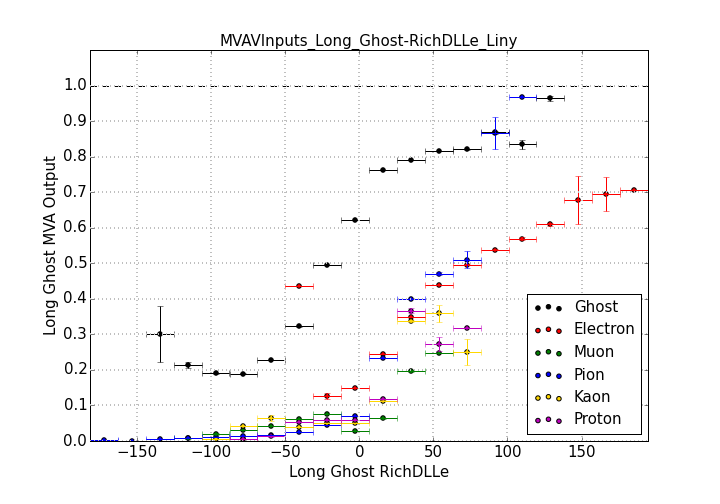 MVAVInputs_Long_Ghost-RichDLLe_Liny
1.0
0.9
0.8
0.7
0.6
0.5
0.4
0.3
0.2
0.1
0.0
Long Ghost MVA Output
Ghost
Electron
Muon
Pion
Kaon
Proton
−150 −100 −50 0 50 100 150
Long Ghost RichDLLe